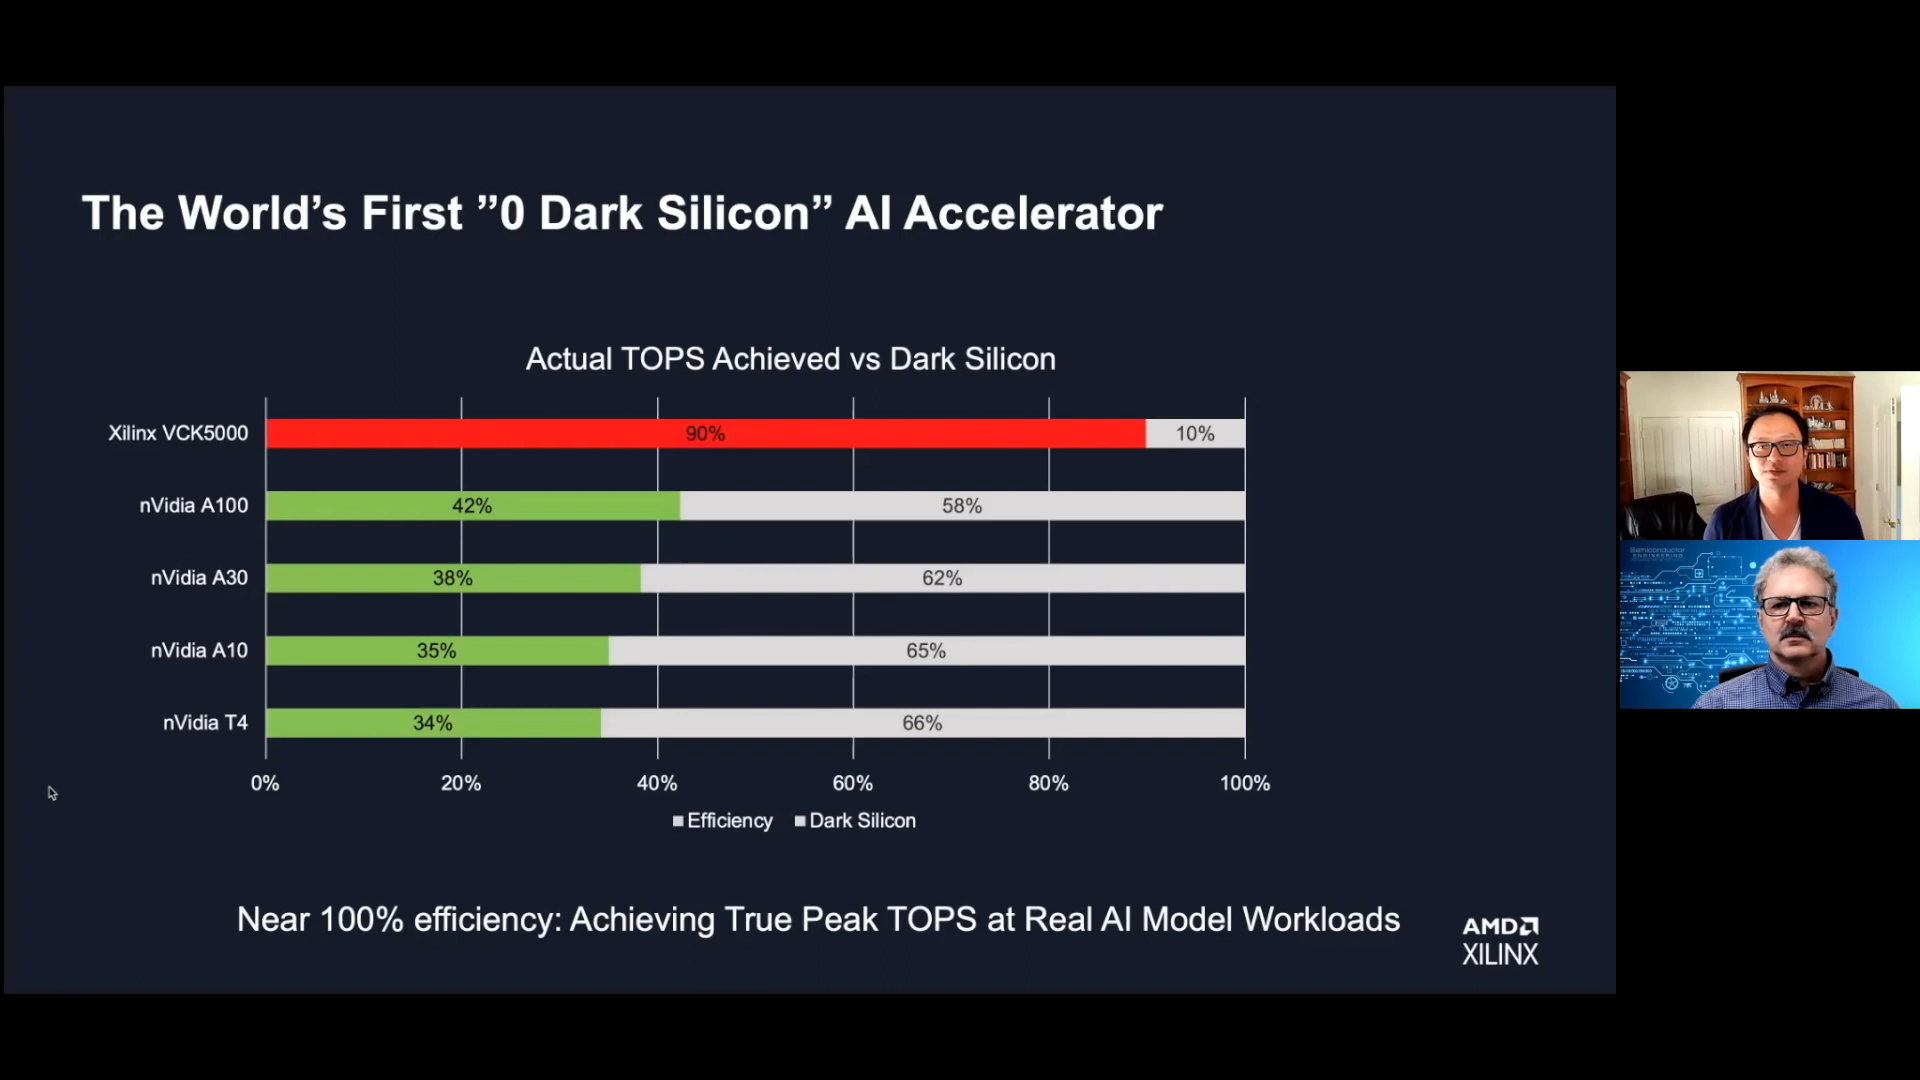 The World's First ”0 Dark Silicon” AI Accelerator
Actual TOPS Achieved vs Dark Silicon
Xilinx VCK5000 90% 10%
nVidia A100 42% 58%
nVidia A30 38% 62%
nVidia A10 35% 65%
nVidia T4 34% 66%
0% 20% 40% 60% 80% 100%
Efficiency Dark Silicon
Near 100% efficiency: Achieving True Peak TOPS at Real AI Model Workloads
AMD
XILINX
Semiconductor
ENGINEERING